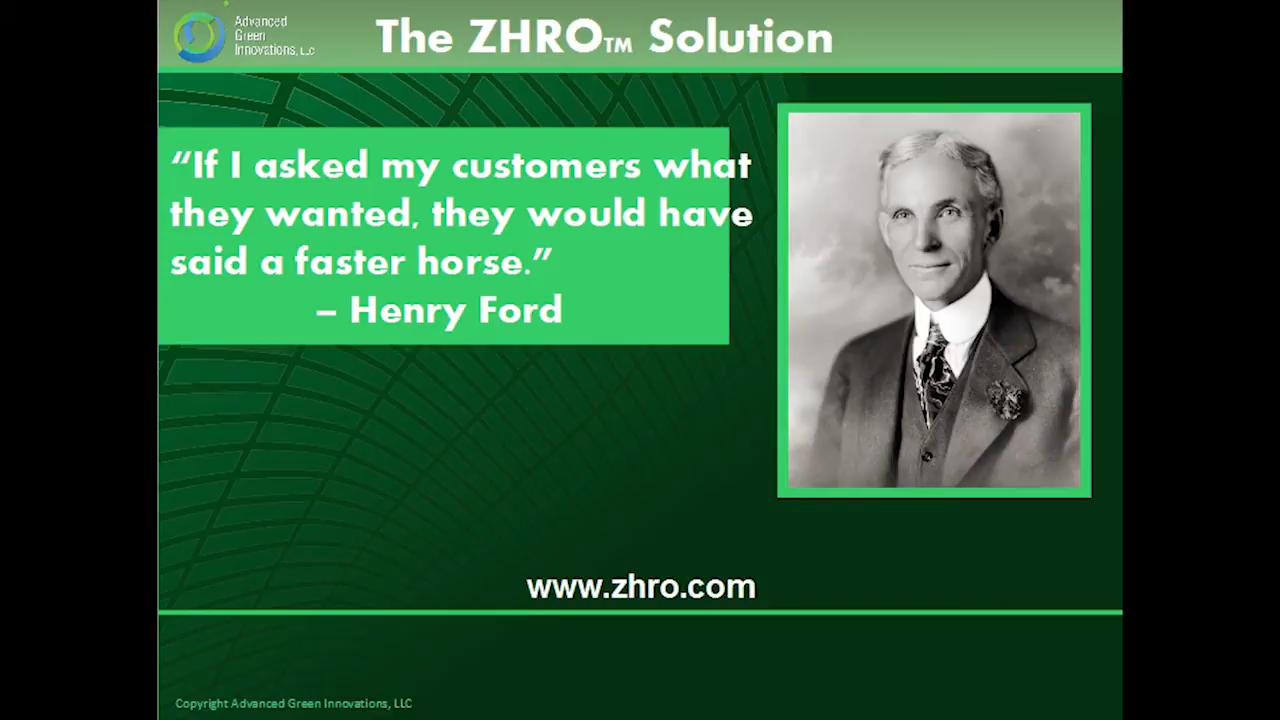 Advanced
Green
Innovations, LLC
The ZHRO™ Solution
“If I asked my customers what
they wanted, they would have
said a faster horse.”
– Henry Ford
www.zhro.com
Copyright Advanced Green Innovations, LLC